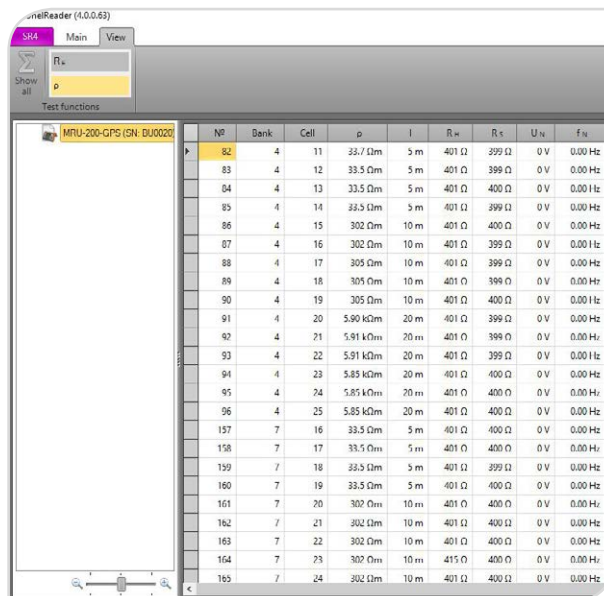 SR4 Main View
Σ R E
Show all ρ
Test functions
MRU-200-GPS (SN: BU0020
№ Bank Cell ρ l R H R S U N f N
82 4 11 33.7 Ωm 5 m 401 Ω 399 Ω 0 V 0.00 Hz
83 4 12 33.5 Ωm 5 m 401 Ω 399 Ω 0 V 0.00 Hz
84 4 13 33.5 Ωm 5 m 401 Ω 400 Ω 0 V 0.00 Hz
85 4 14 33.5 Ωm 5 m 401 Ω 399 Ω 0 V 0.00 Hz
86 4 15 302 Ωm 10 m 401 Ω 400 Ω 0 V 0.00 Hz
87 4 16 302 Ωm 10 m 401 Ω 399 Ω 0 V 0.00 Hz
88 4 17 305 Ωm 10 m 401 Ω 399 Ω 0 V 0.00 Hz
89 4 18 305 Ωm 10 m 401 Ω 399 Ω 0 V 0.00 Hz
90 4 19 305 Ωm 10 m 401 Ω 400 Ω 0 V 0.00 Hz
91 4 20 5.90 kΩm 20 m 401 Ω 399 Ω 0 V 0.00 Hz
92 4 21 5.91 kΩm 20 m 401 Ω 399 Ω 0 V 0.00 Hz
93 4 22 5.91 kΩm 20 m 401 Ω 399 Ω 0 V 0.00 Hz
94 4 23 5.85 kΩm 20 m 401 Ω 400 Ω 0 V 0.00 Hz
95 4 24 5.85 kΩm 20 m 401 Ω 400 Ω 0 V 0.00 Hz
96 4 25 5.85 kΩm 20 m 401 Ω 400 Ω 0 V 0.00 Hz
157 7 16 33.5 Ωm 5 m 401 Ω 400 Ω 0 V 0.00 Hz
158 7 17 33.5 Ωm 5 m 401 Ω 400 Ω 0 V 0.00 Hz
159 7 18 33.5 Ωm 5 m 401 Ω 399 Ω 0 V 0.00 Hz
160 7 19 33.5 Ωm 5 m 401 Ω 400 Ω 0 V 0.00 Hz
161 7 20 302 Ωm 10 m 401 Ω 400 Ω 0 V 0.00 Hz
162 7 21 302 Ωm 10 m 401 Ω 400 Ω 0 V 0.00 Hz
163 7 22 302 Ωm 10 m 401 Ω 400 Ω 0 V 0.00 Hz
164 7 23 302 Ωm 10 m 415 Ω 400 Ω 0 V 0.00 Hz
165 7 24 302 Ωm 10 m 401 Ω 400 Ω 0 V 0.00 Hz